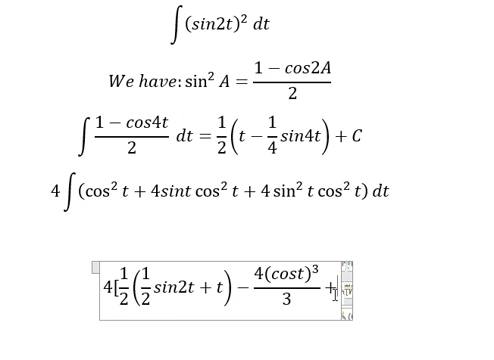 ∫(sin2t)² dt
We have: sin² A = (1 − cos2A)/2
∫ (1 − cos4t)/2 dt = 1/2 (t − 1/4 sin4t) + C
4 ∫(cos² t + 4sint cos² t + 4 sin² t cos² t) dt
4[1/2 (1/2 sin2t + t) − 4(cost)³/3 +